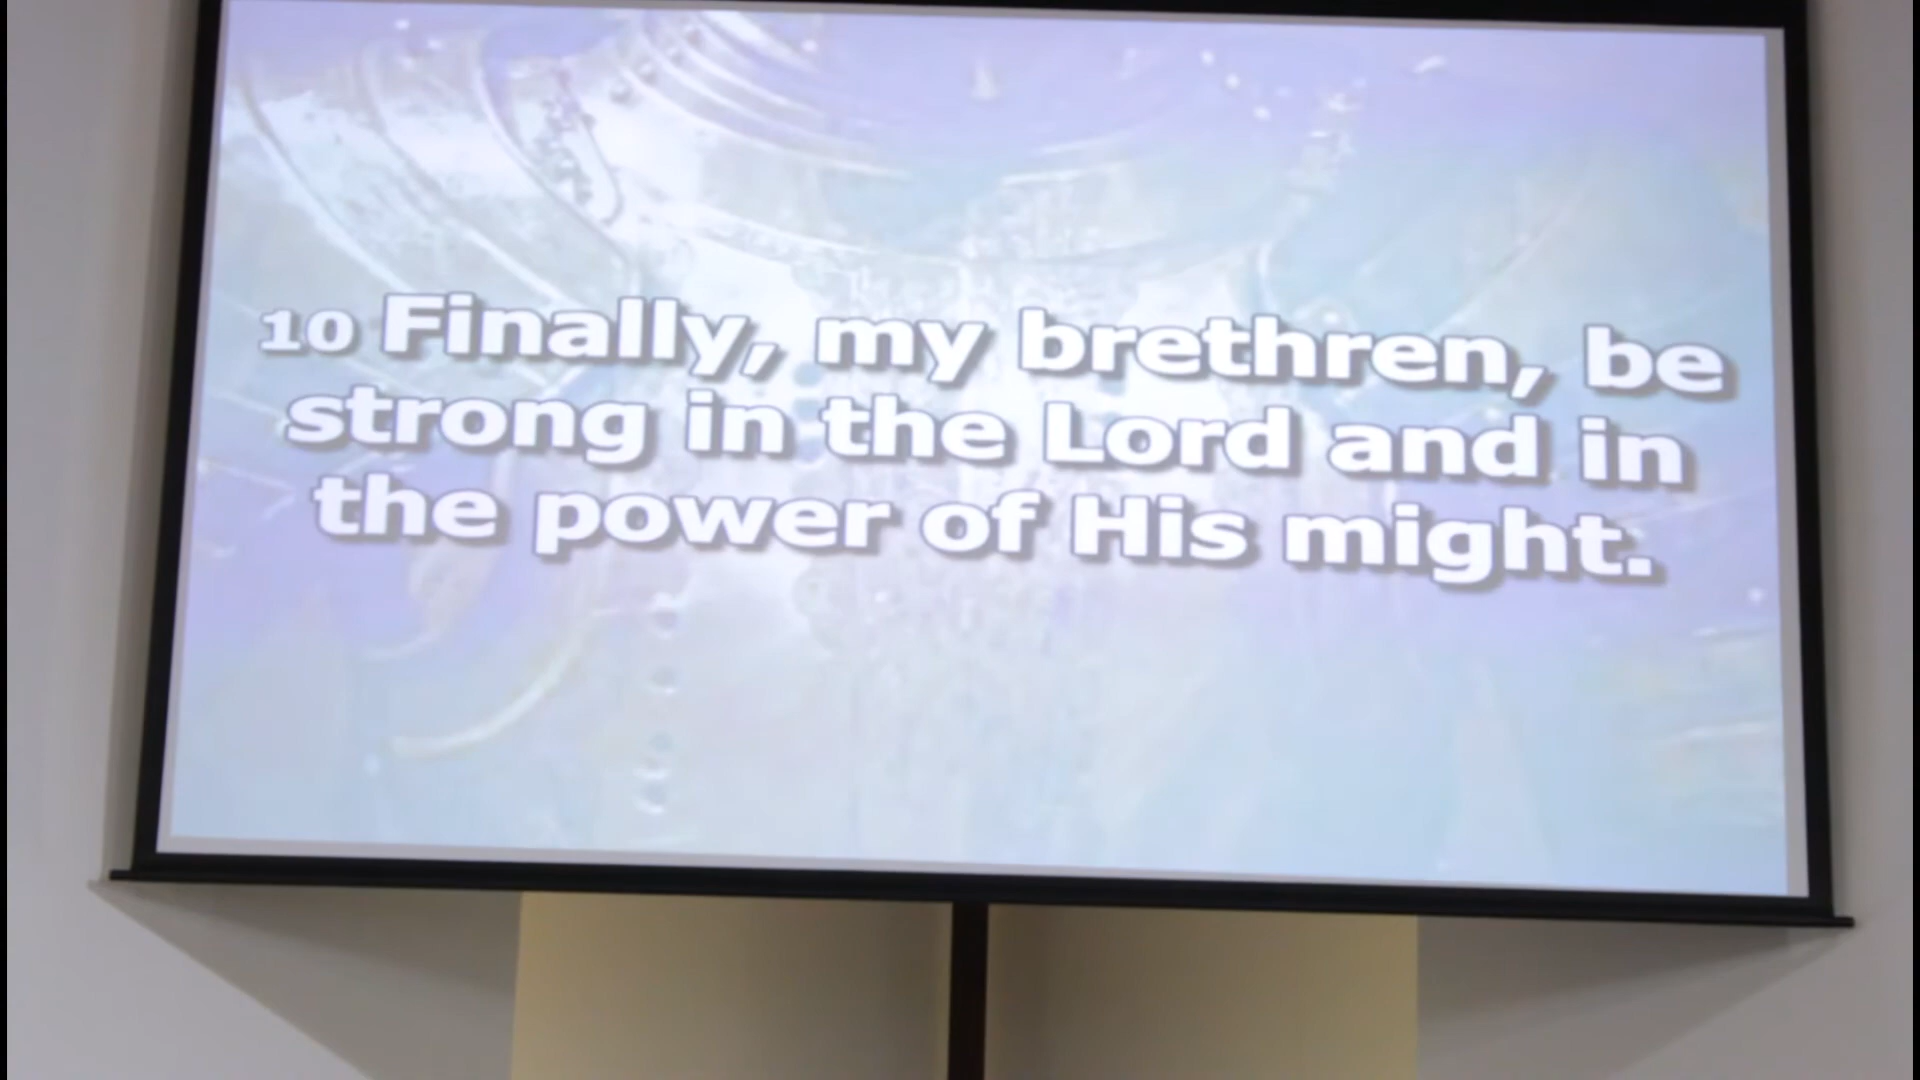 10 Finally, my brethren, be
strong in the Lord and in
the power of His might.